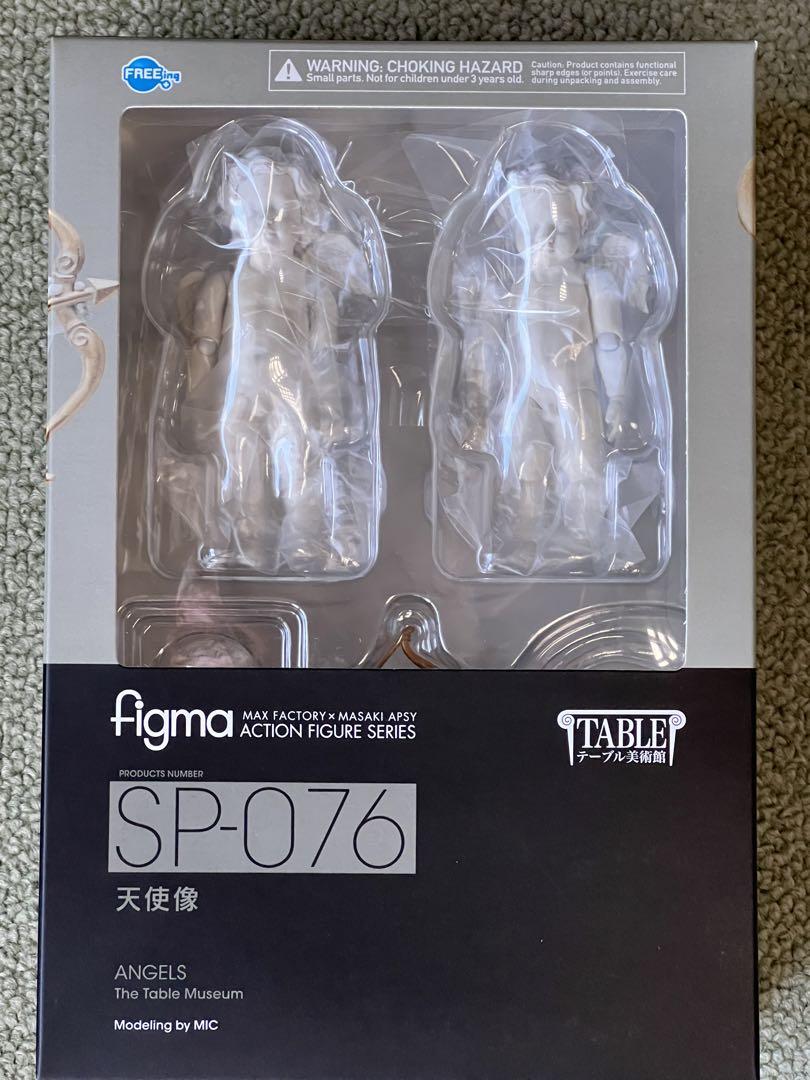 FREEing
WARNING: CHOKING HAZARD
Small parts. Not for children under 3 years old.
Caution: Product contains functional
sharp edges (or points). Exercise care
during unpacking and assembly.
figma
MAX FACTORY × MASAKI APSY
ACTION FIGURE SERIES
TABLE
テーブル美術館
PRODUCTS NUMBER
SP-076
天使像
ANGELS
The Table Museum
Modeling by MIC